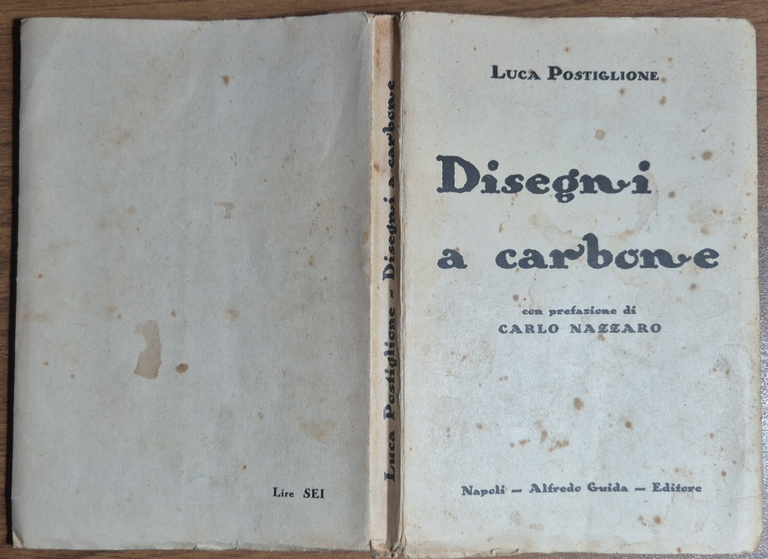 LUCA POSTIGLIONE
Disegni
a carbone
con prefazione di
CARLO NAZZARO
Napoli — Alfredo Guida — Editore
Luca Postiglione - Disegni a carbone
Lire SEI